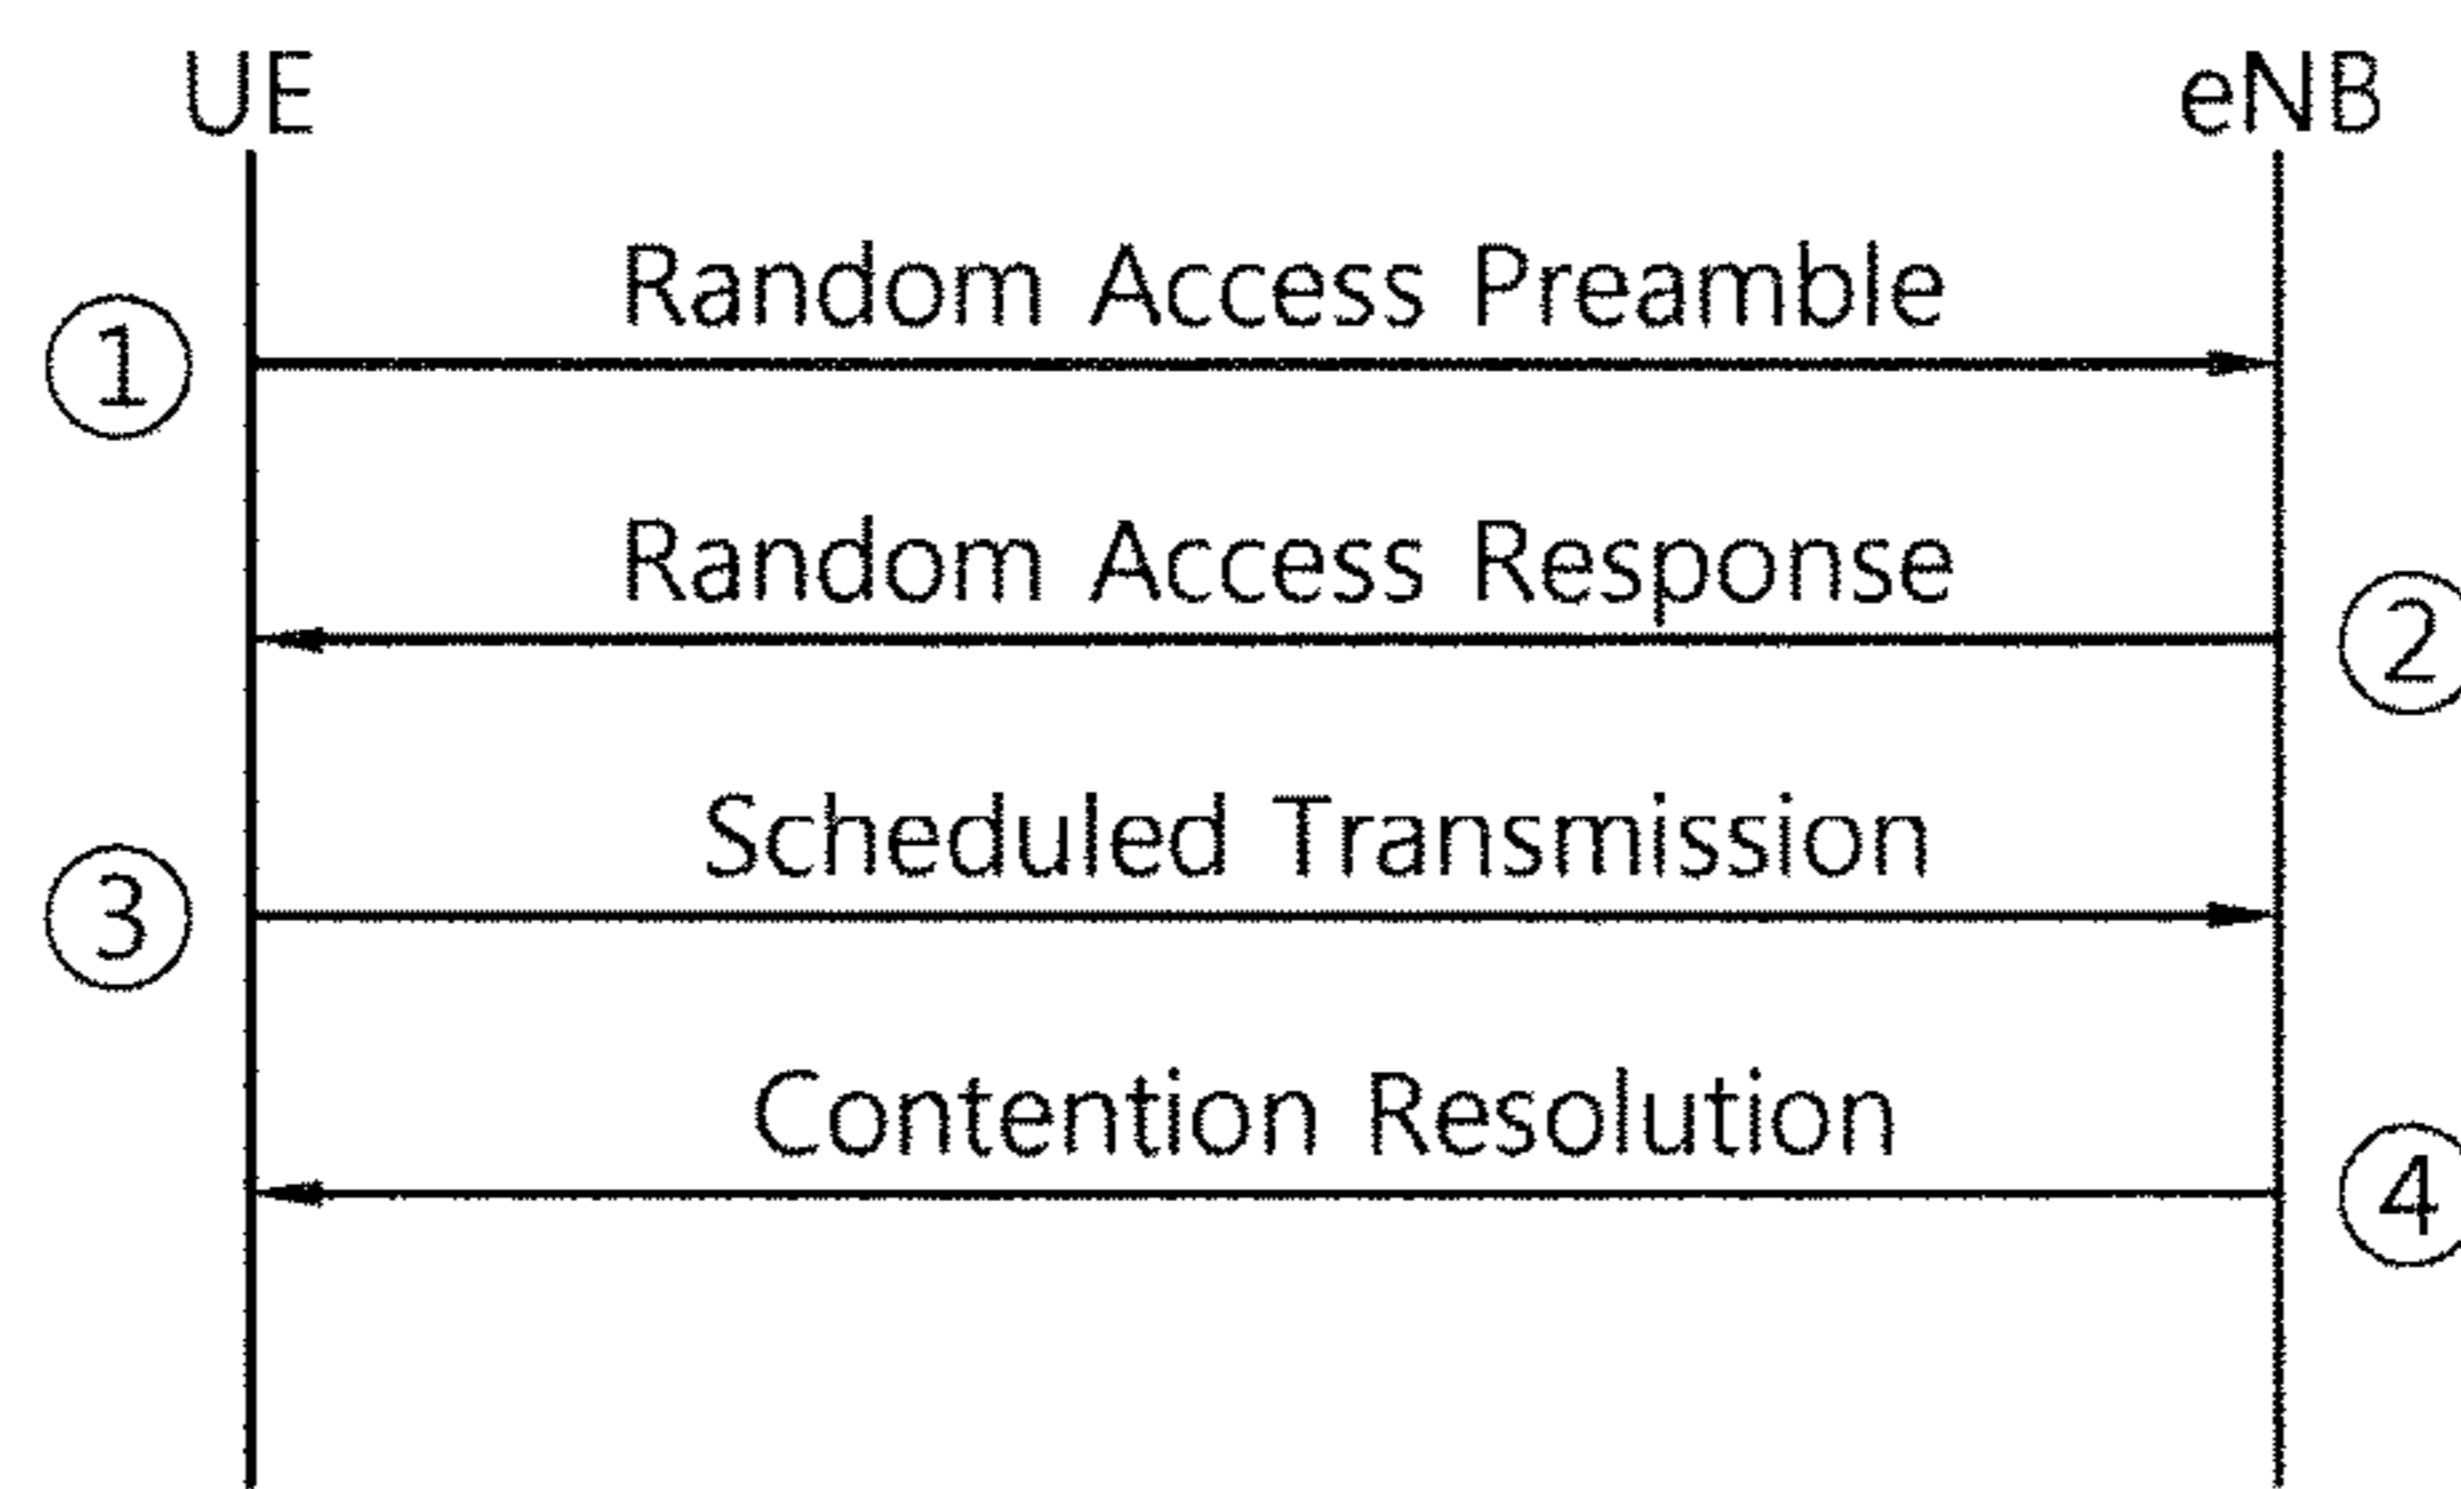 UE eNB
Random Access Preamble
①
Random Access Response
②
Scheduled Transmission
③
Contention Resolution
④